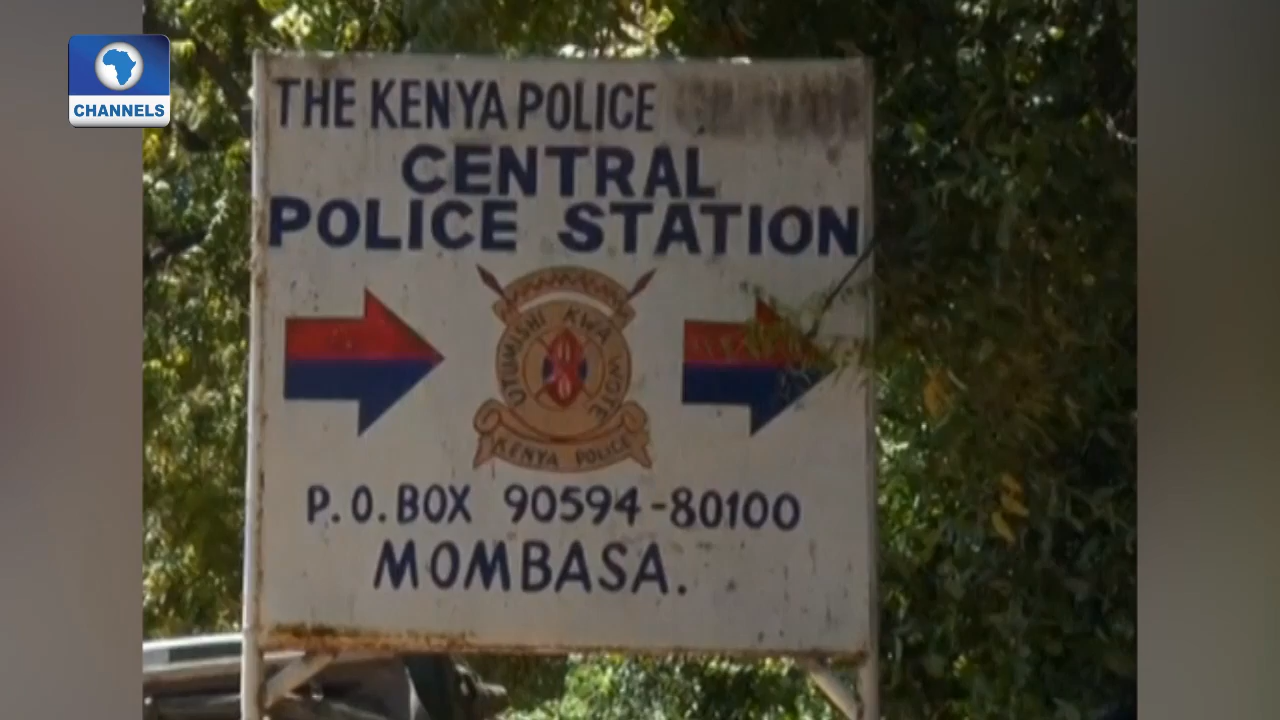 CHANNELS
THE KENYA POLICE
CENTRAL
POLICE STATION
UTUMISHI KWA WOTE
KENYA POLICE
P.O.BOX 90594-80100
MOMBASA.